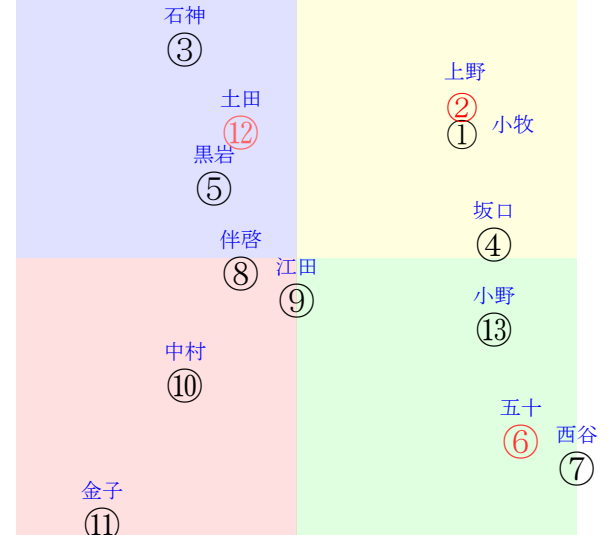 石神
③
上野
②
①
小牧
土田
⑫
黒岩
⑤
坂口
④
伴啓
⑧
江田
⑨
小野
⑬
中村
⑩
五十
⑥
西谷
⑦
金子
⑪